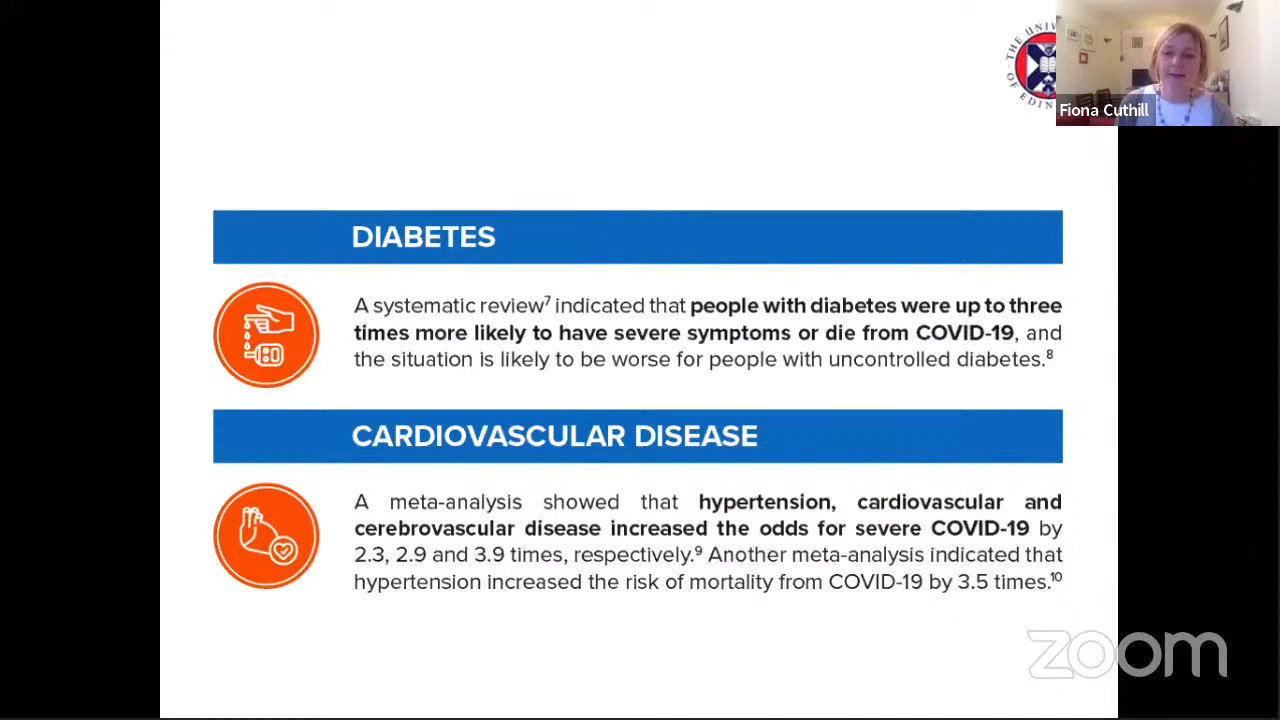 THE UNIV
OF EDIN
Fiona Cuthill
DIABETES
A systematic review⁷ indicated that people with diabetes were up to three
times more likely to have severe symptoms or die from COVID-19, and
the situation is likely to be worse for people with uncontrolled diabetes.⁸
CARDIOVASCULAR DISEASE
A meta-analysis showed that hypertension, cardiovascular and
cerebrovascular disease increased the odds for severe COVID-19 by
2.3, 2.9 and 3.9 times, respectively.⁹ Another meta-analysis indicated that
hypertension increased the risk of mortality from COVID-19 by 3.5 times.¹⁰
zoom